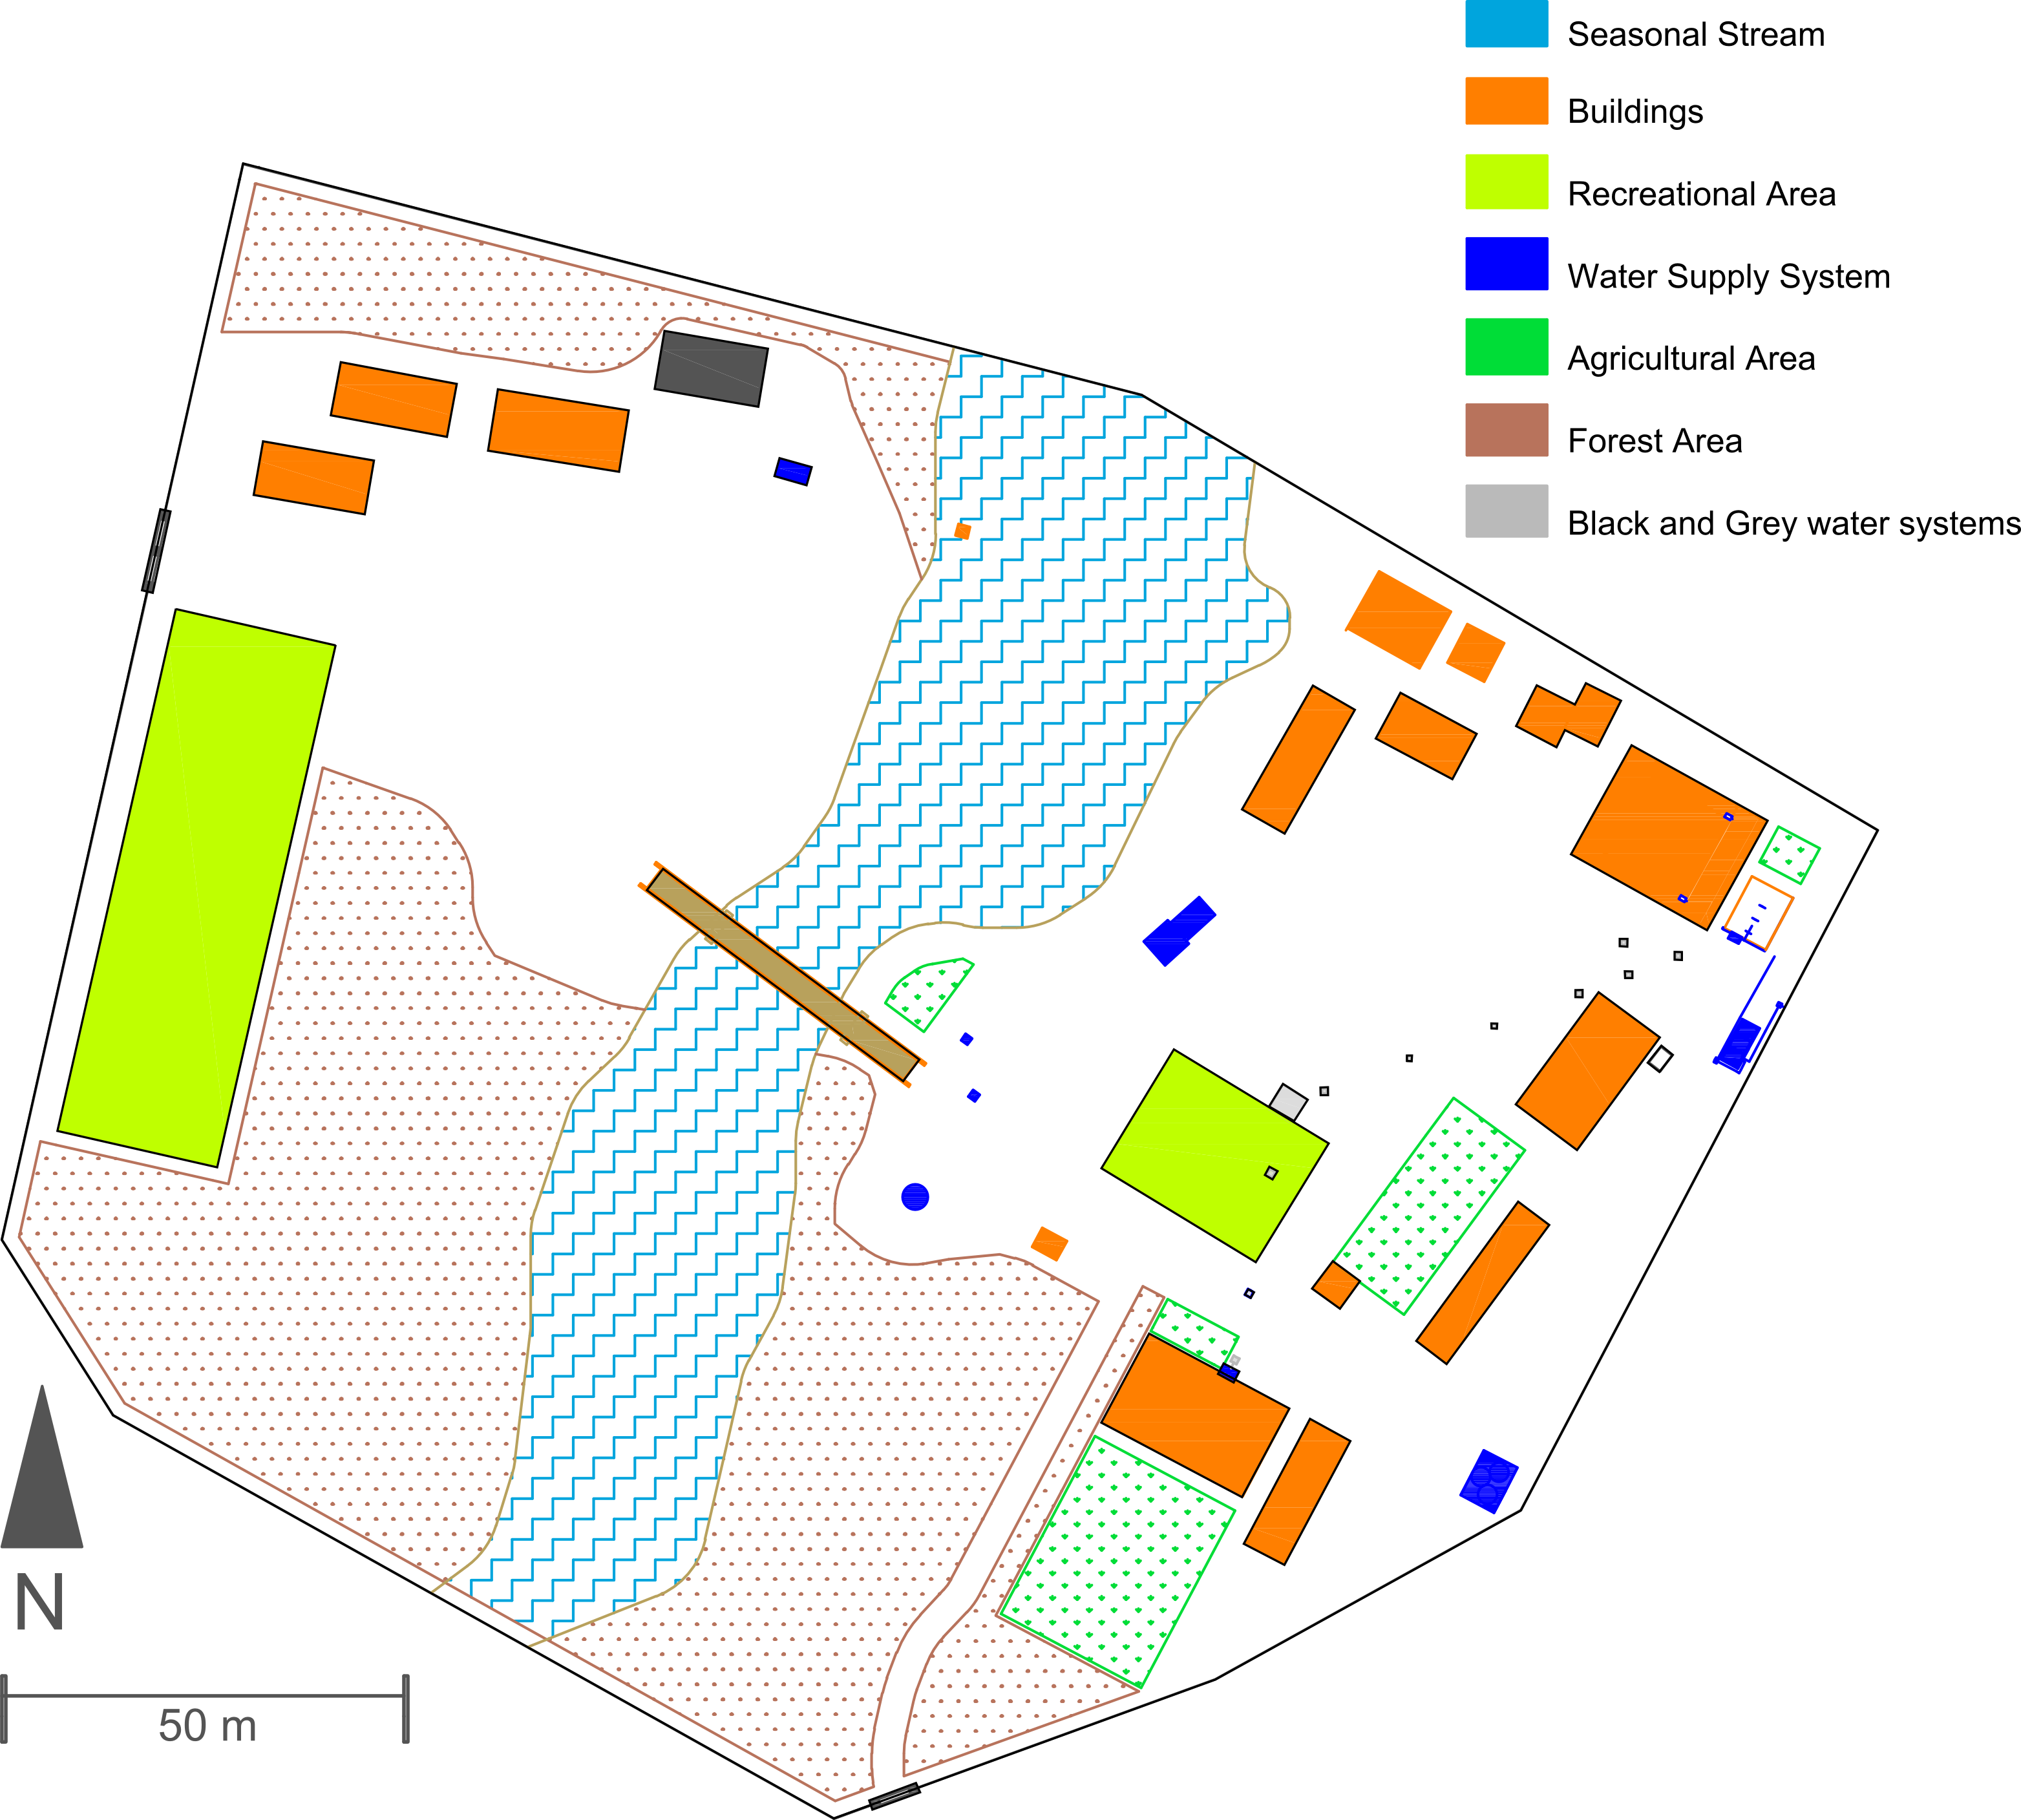 Seasonal Stream
Buildings
Recreational Area
Water Supply System
Agricultural Area
Forest Area
Black and Grey water systems
N
50 m